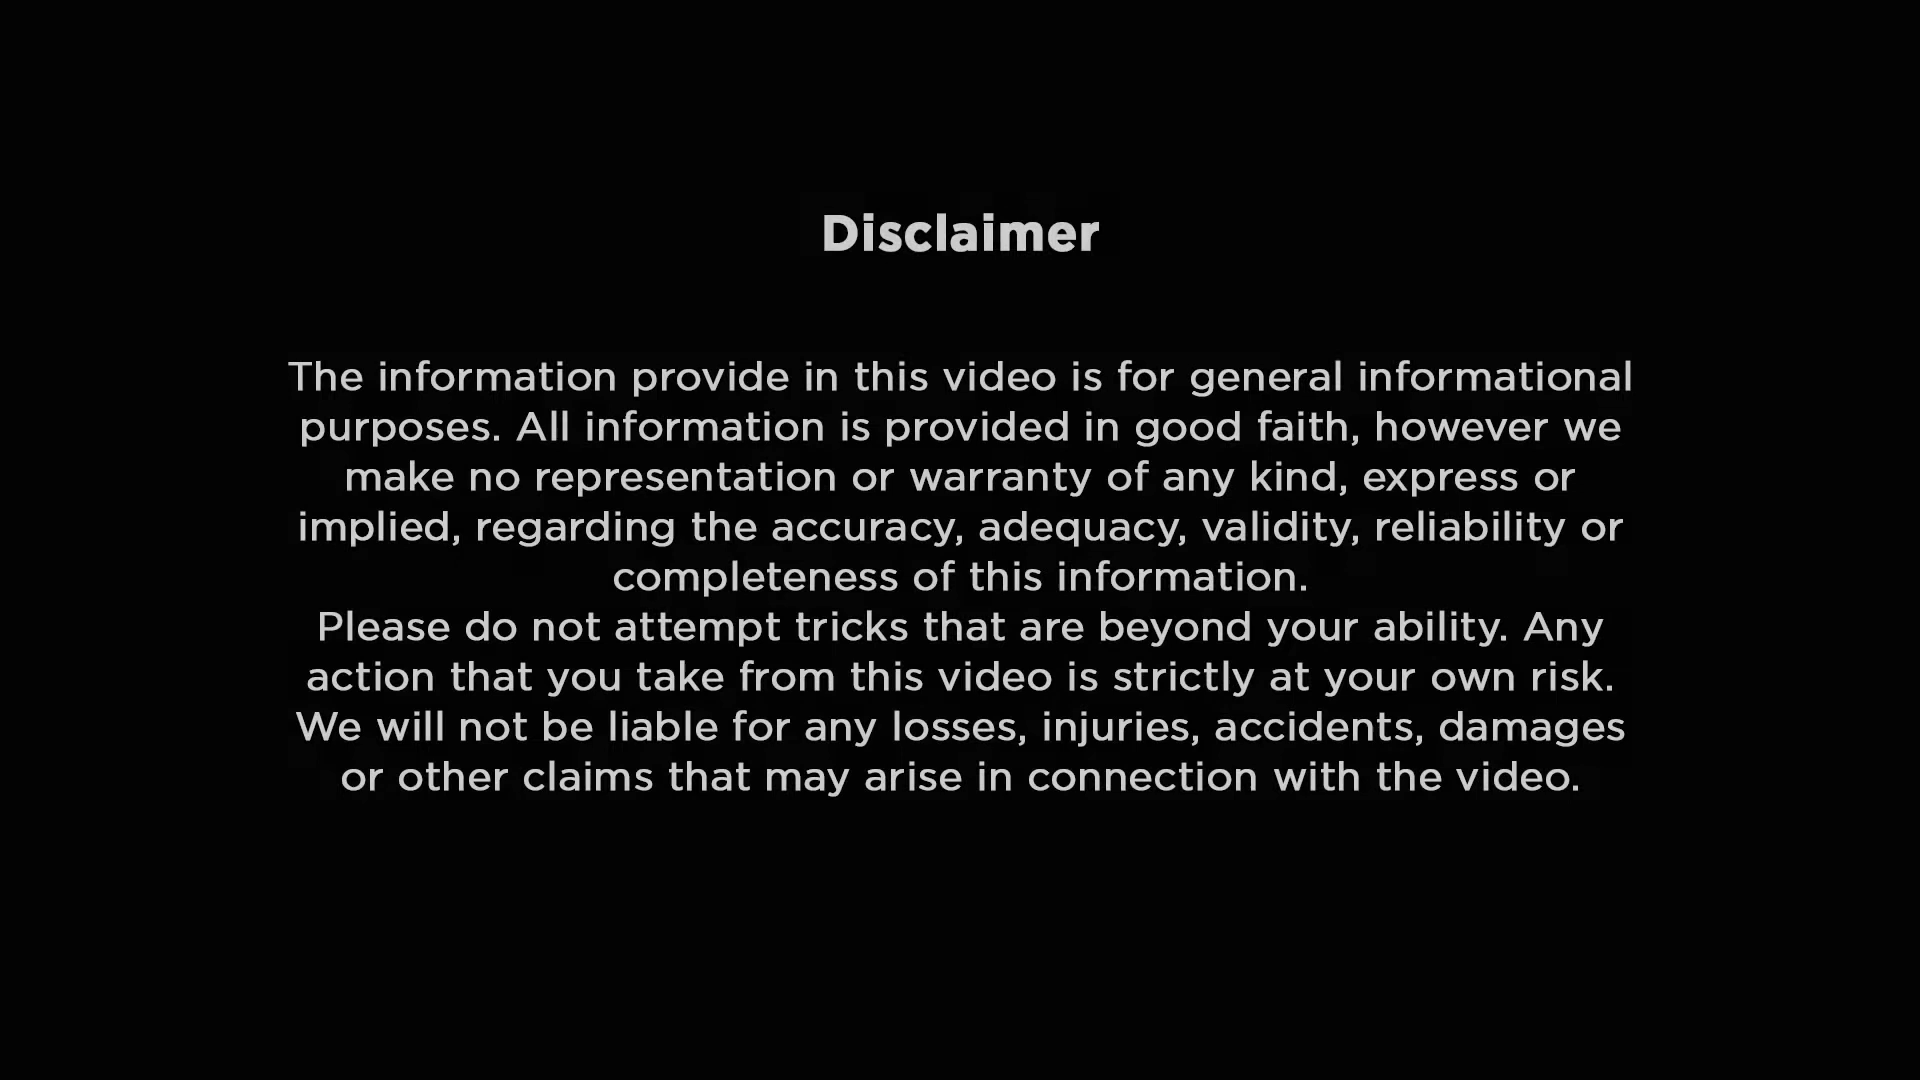 Disclaimer
The information provide in this video is for general informational
purposes. All information is provided in good faith, however we
make no representation or warranty of any kind, express or
implied, regarding the accuracy, adequacy, validity, reliability or
completeness of this information.
Please do not attempt tricks that are beyond your ability. Any
action that you take from this video is strictly at your own risk.
We will not be liable for any losses, injuries, accidents, damages
or other claims that may arise in connection with the video.